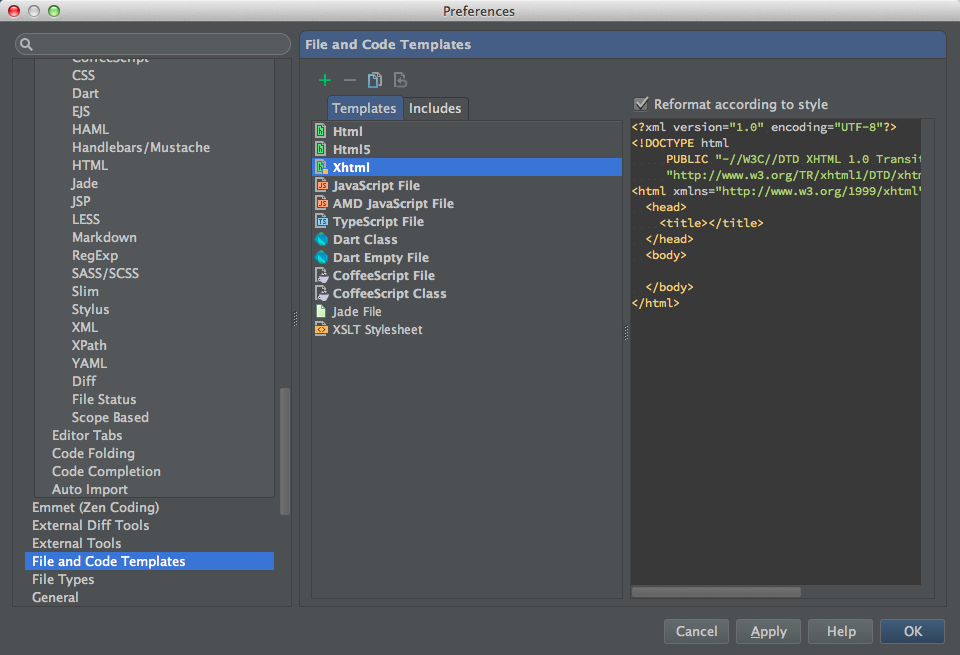 Preferences
CoffeeScript
CSS
Dart
EJS
HAML
Handlebars/Mustache
HTML
Jade
JSP
LESS
Markdown
RegExp
SASS/SCSS
Slim
Stylus
XML
XPath
YAML
Diff
File Status
Scope Based
Editor Tabs
Code Folding
Code Completion
Auto Import
Emmet (Zen Coding)
External Diff Tools
External Tools
File and Code Templates
File Types
General
File and Code Templates
Templates
Includes
Html
Html5
Xhtml
JavaScript File
AMD JavaScript File
TypeScript File
Dart Class
Dart Empty File
CoffeeScript File
CoffeeScript Class
Jade File
XSLT Stylesheet
Reformat according to style
<?xml version="1.0" encoding="UTF-8"?>
<!DOCTYPE html
PUBLIC "-//W3C//DTD XHTML 1.0 Transit
"http://www.w3.org/TR/xhtml1/DTD/xhtm
<html xmlns="http://www.w3.org/1999/xhtml"
<head>
<title></title>
</head>
<body>
</body>
</html>
Cancel
Apply
Help
OK